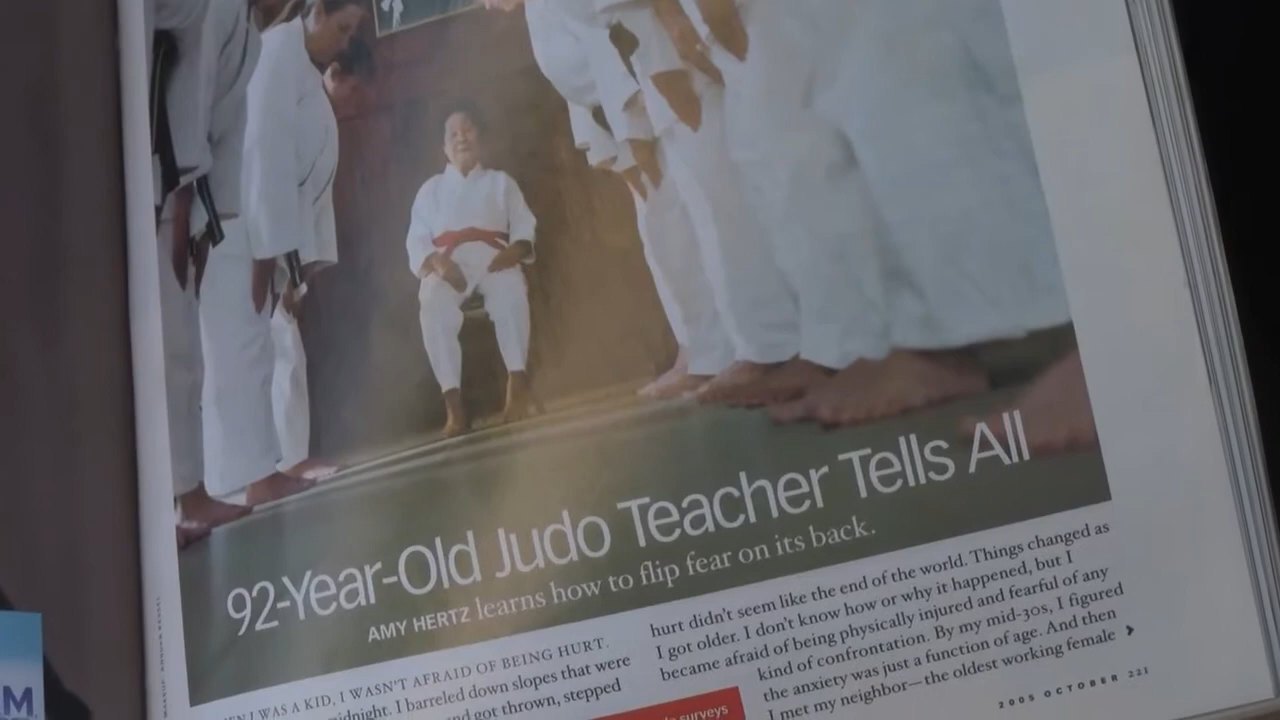 92-Year-Old Judo Teacher Tells All
AMY HERTZ learns how to flip fear on its back.
I WAS A KID, I WASN'T AFRAID OF BEING HURT.
I barreled down slopes that were
got thrown, stepped
hurt didn't seem like the end of the world. Things changed as
I got older. I don't know how or why it happened, but I
became afraid of being physically injured and fearful of any
kind of confrontation. By my mid-30s, I figured
the anxiety was just a function of age. And then
I met my neighbor—the oldest working female
surveys
2005 OCTOBER 221
M